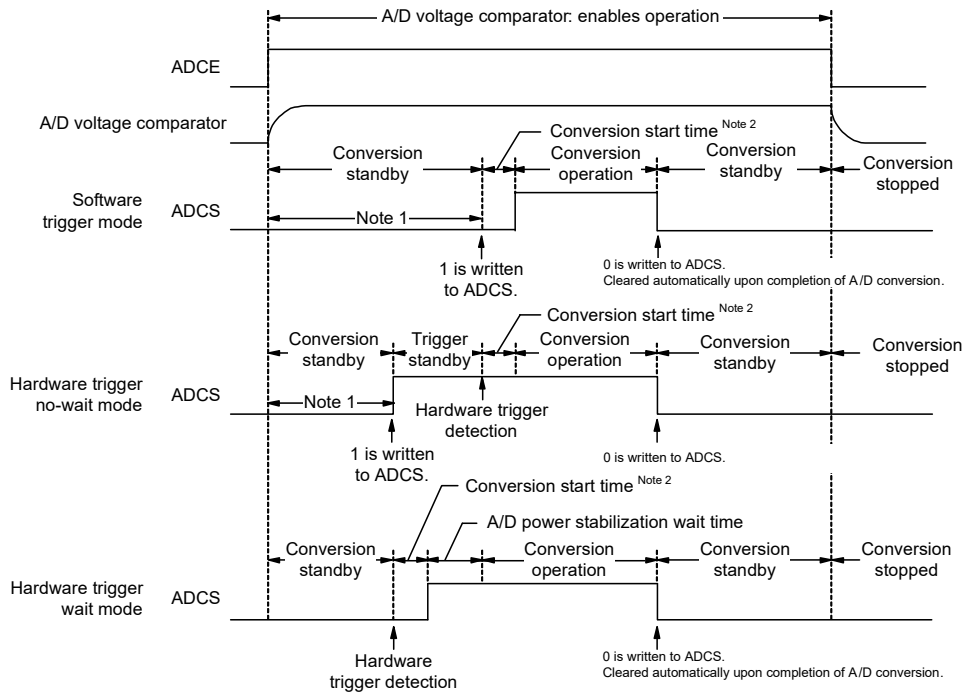 A/D voltage comparator: enables operation
ADCE
A/D voltage comparator
Conversion start time Note 2
Conversion
standby
Conversion
operation
Conversion
standby
Conversion
stopped
Software
trigger mode
ADCS
Note 1
1 is written
to ADCS.
0 is written to ADCS.
Cleared automatically upon completion of A/D conversion.
Conversion start time Note 2
Conversion
standby
Trigger
standby
Conversion
operation
Conversion
standby
Conversion
stopped
Hardware trigger
no-wait mode
ADCS
Note 1
Hardware trigger
detection
1 is written
to ADCS.
0 is written to ADCS.
Conversion start time Note 2
A/D power stabilization wait time
Conversion
standby
Conversion
operation
Conversion
standby
Conversion
stopped
Hardware trigger
wait mode
ADCS
Hardware
trigger detection
0 is written to ADCS.
Cleared automatically upon completion of A/D conversion.